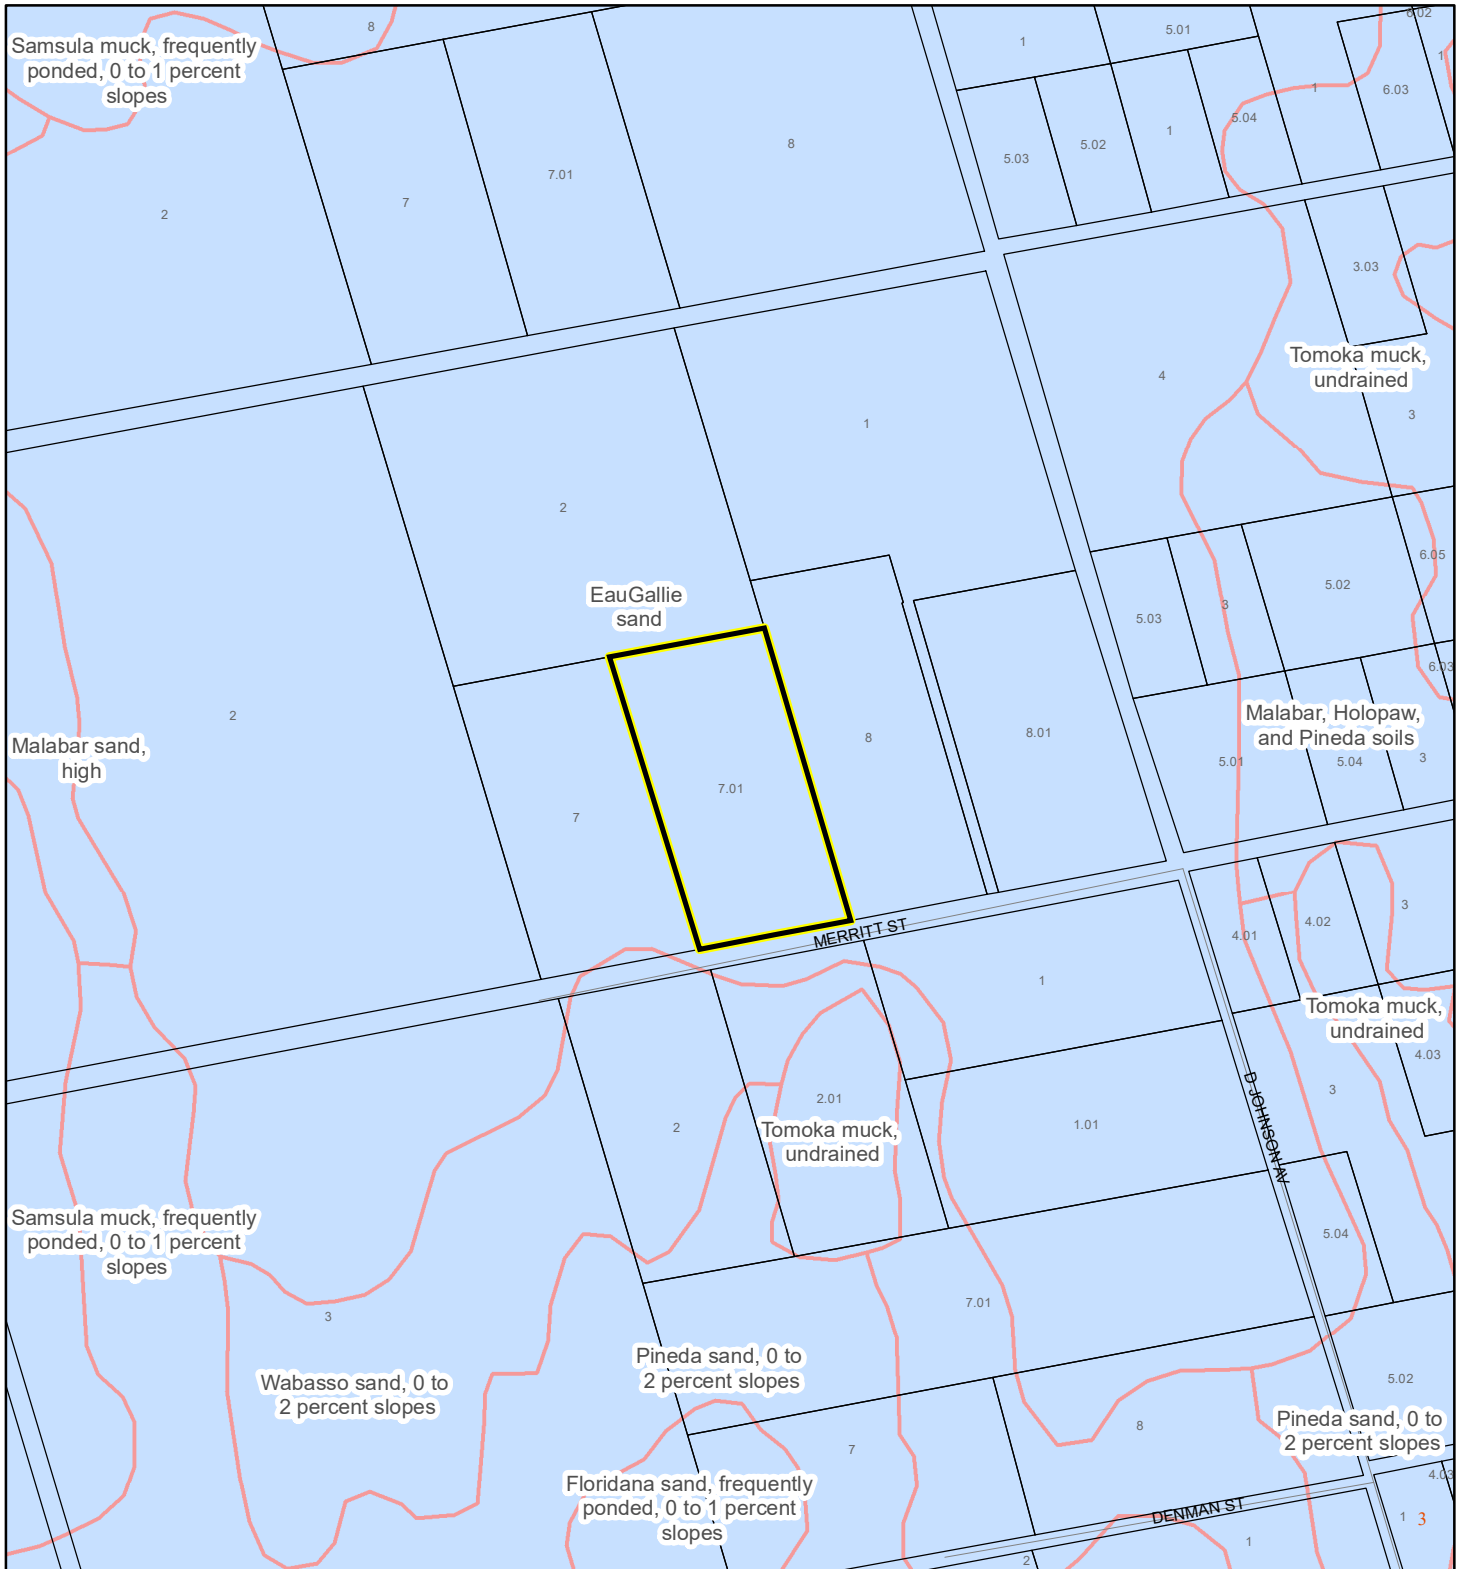 6.02
8
5.01
1
Samsula muck, frequently
ponded, 0 to 1 percent
slopes
1
1
6.03
5.04
1
5.02
5.03
8
7.01
7
2
3.03
Tomoka muck,
undrained
4
3
1
2
EauGallie
sand
6.05
5.02
3
5.03
6.03
Malabar, Holopaw,
and Pineda soils
2
Malabar sand,
high
8
8.01
5.01
5.04
3
7.01
7
4.01
4.02
3
MERRITT ST
1
Tomoka muck,
undrained
4.03
3
D JOHNSON AV
2.01
2
Tomoka muck,
undrained
1.01
Samsula muck, frequently
ponded, 0 to 1 percent
slopes
5.04
7.01
3
Pineda sand, 0 to
2 percent slopes
Wabasso sand, 0 to
2 percent slopes
5.02
Pineda sand, 0 to
2 percent slopes
8
7
4.03
Floridana sand, frequently
ponded, 0 to 1 percent
slopes
DENMAN ST
1
3
1
2